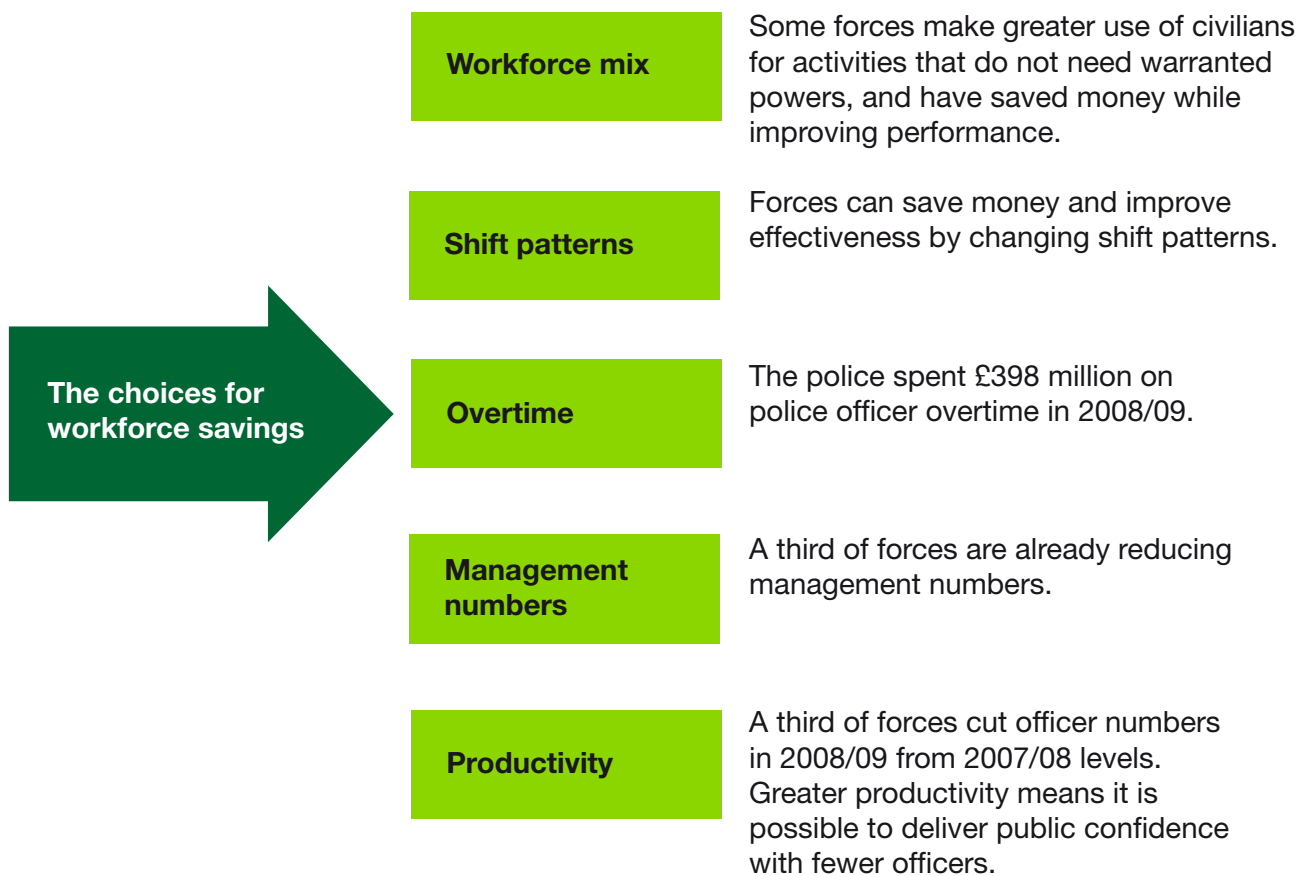 The choices for
workforce savings
Workforce mix
Some forces make greater use of civilians
for activities that do not need warranted
powers, and have saved money while
improving performance.
Shift patterns
Forces can save money and improve
effectiveness by changing shift patterns.
Overtime
The police spent £398 million on
police officer overtime in 2008/09.
Management
numbers
A third of forces are already reducing
management numbers.
Productivity
A third of forces cut officer numbers
in 2008/09 from 2007/08 levels.
Greater productivity means it is
possible to deliver public confidence
with fewer officers.